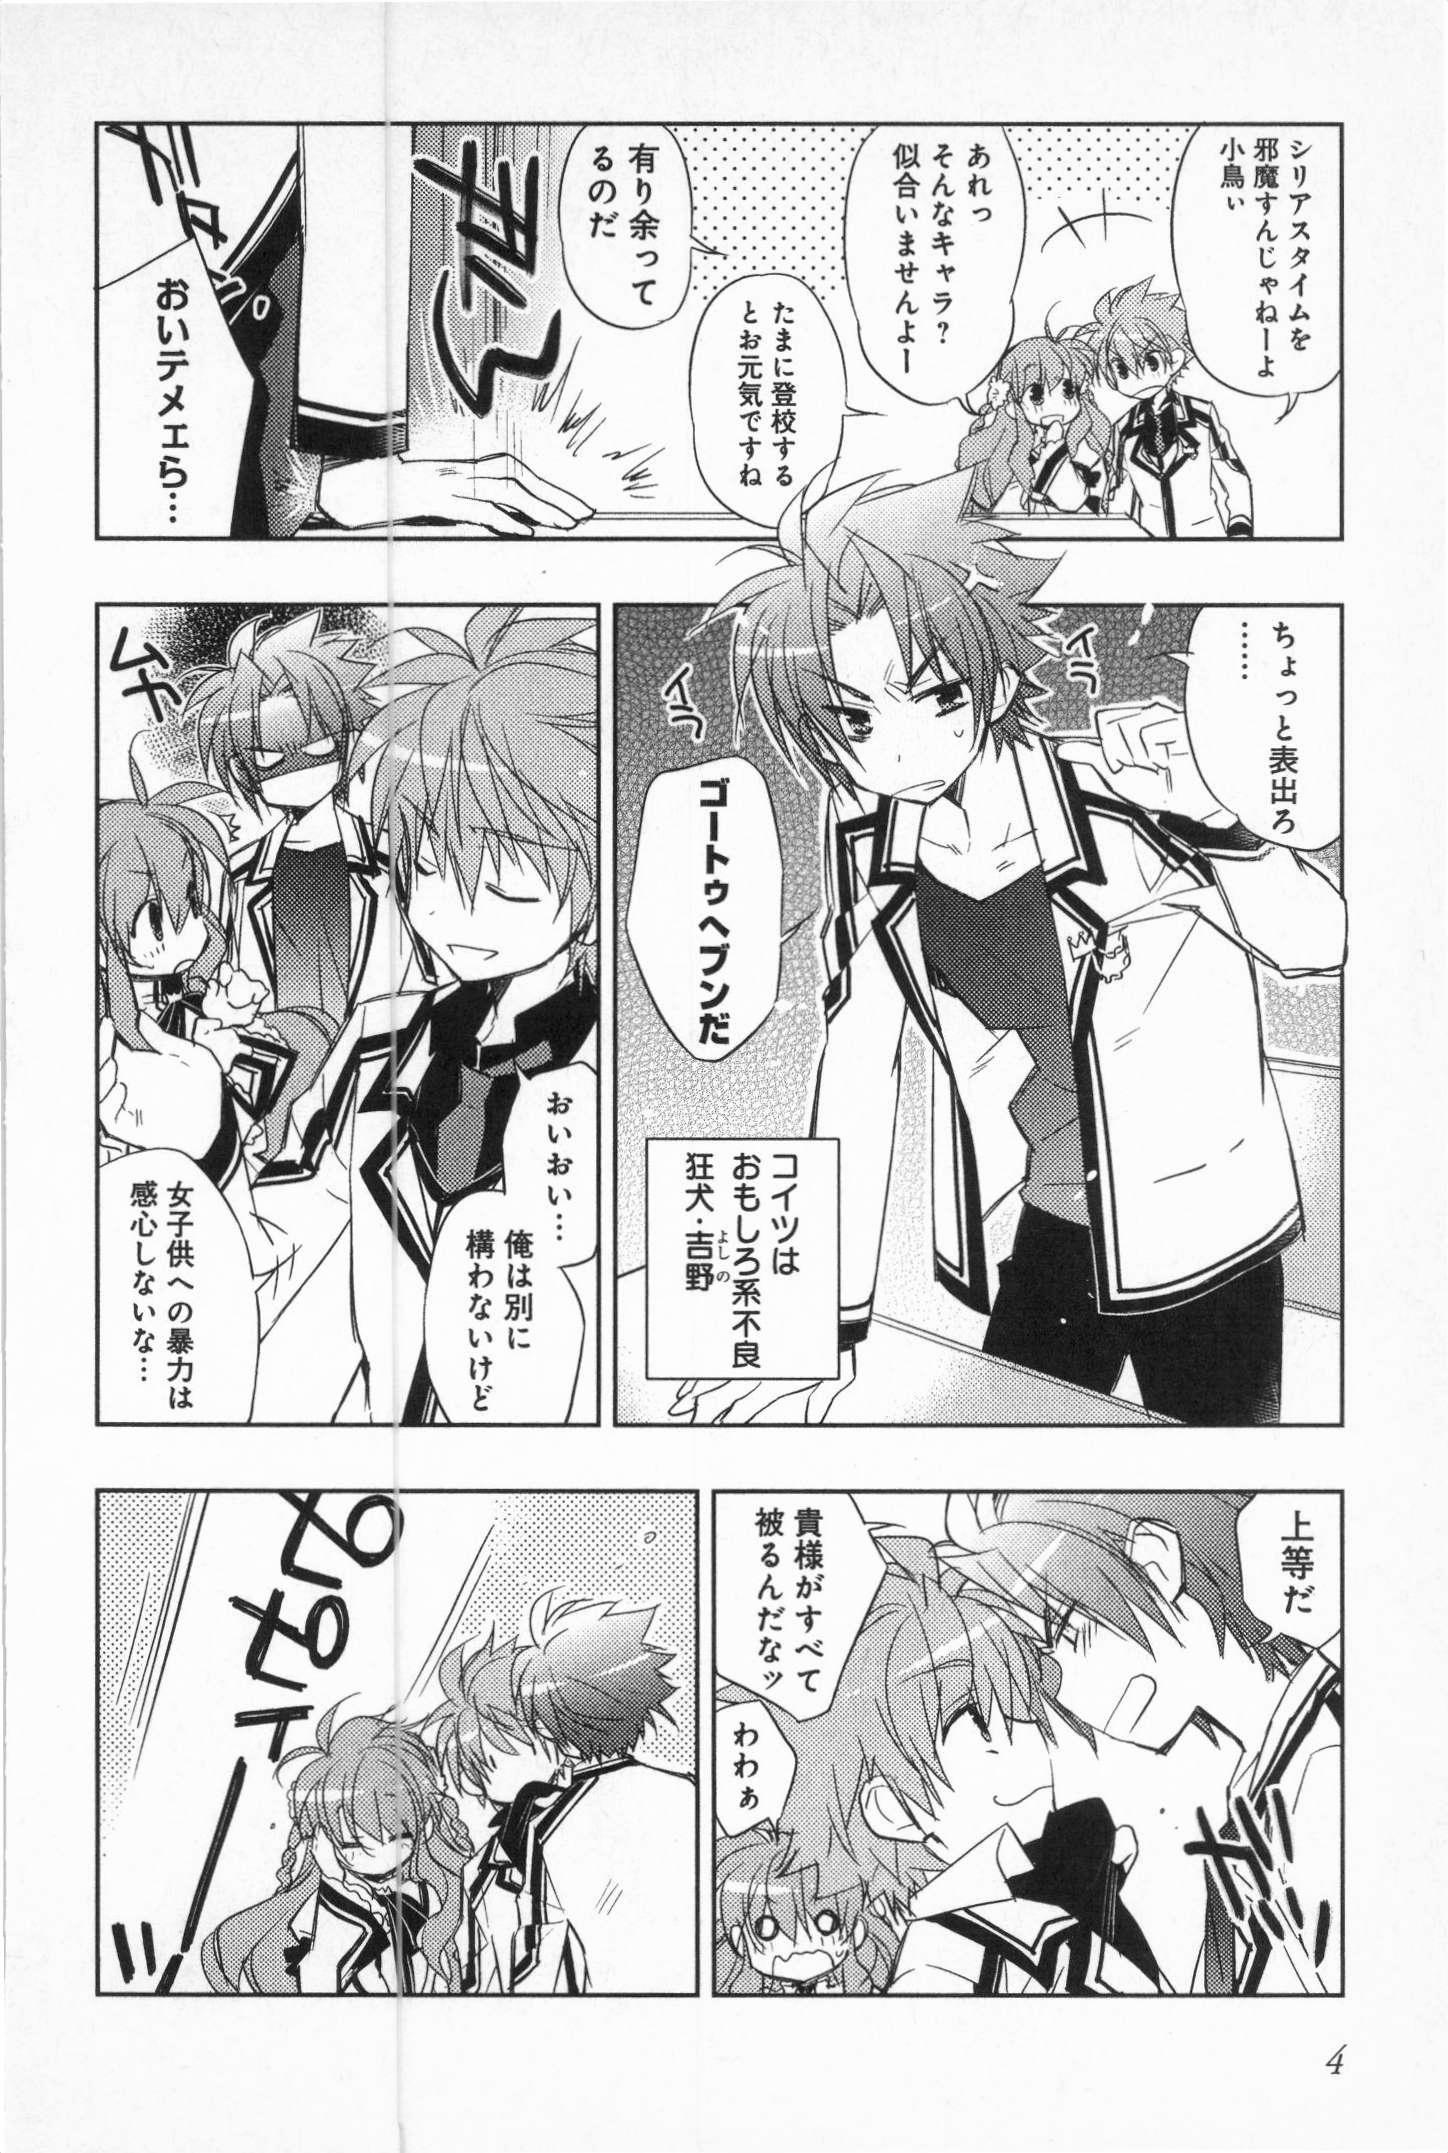 シリアスタイムを
邪魔すんじゃねーよ
小鳥ぃ
あれっ
そんなキャラ?
似合いませんよー
たまに登校する
とお元気ですね
有り余って
るのだ
おいテメェら…
ちょっと表出ろ
……
イラ
イラ
ゴートゥヘブンだ
コイツは
おもしろ系不良
狂犬・吉野
よしの
ムカ
おいおい…
俺は別に
構わないけど
女子供への暴力は
感心しないな…
上等だ
貴様がすべて
被るんだなッ
わわぁ
ガッ
4